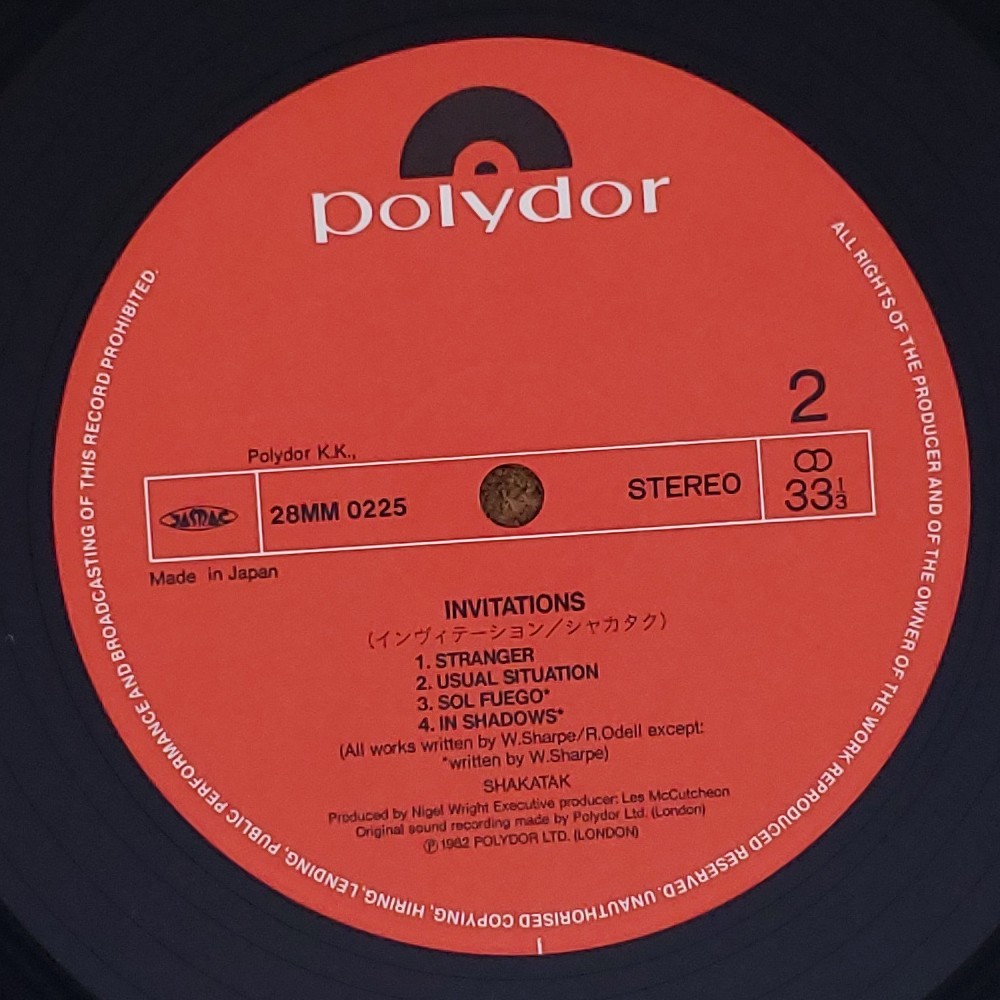 polydor
2
Polydor K.K.,
JASRAC
28MM 0225
STEREO
33 1/3
Made in Japan
INVITATIONS
(インヴィテーション/シャカタク)
1. STRANGER
2. USUAL SITUATION
3. SOL FUEGO*
4. IN SHADOWS*
(All works written by W.Sharpe/R.Odell except:
*written by W.Sharpe)
SHAKATAK
Produced by Nigel Wright Executive producer: Les McCutcheon
Original sound recording made by Polydor Ltd. (London)
Ⓟ1982 POLYDOR LTD. (LONDON)
ALL RIGHTS OF THE PRODUCER AND OF THE OWNER OF THE WORK REPRODUCED RESERVED. UNAUTHORISED COPYING, HIRING, LENDING, PUBLIC PERFORMANCE AND BROADCASTING OF THIS RECORD PROHIBITED.